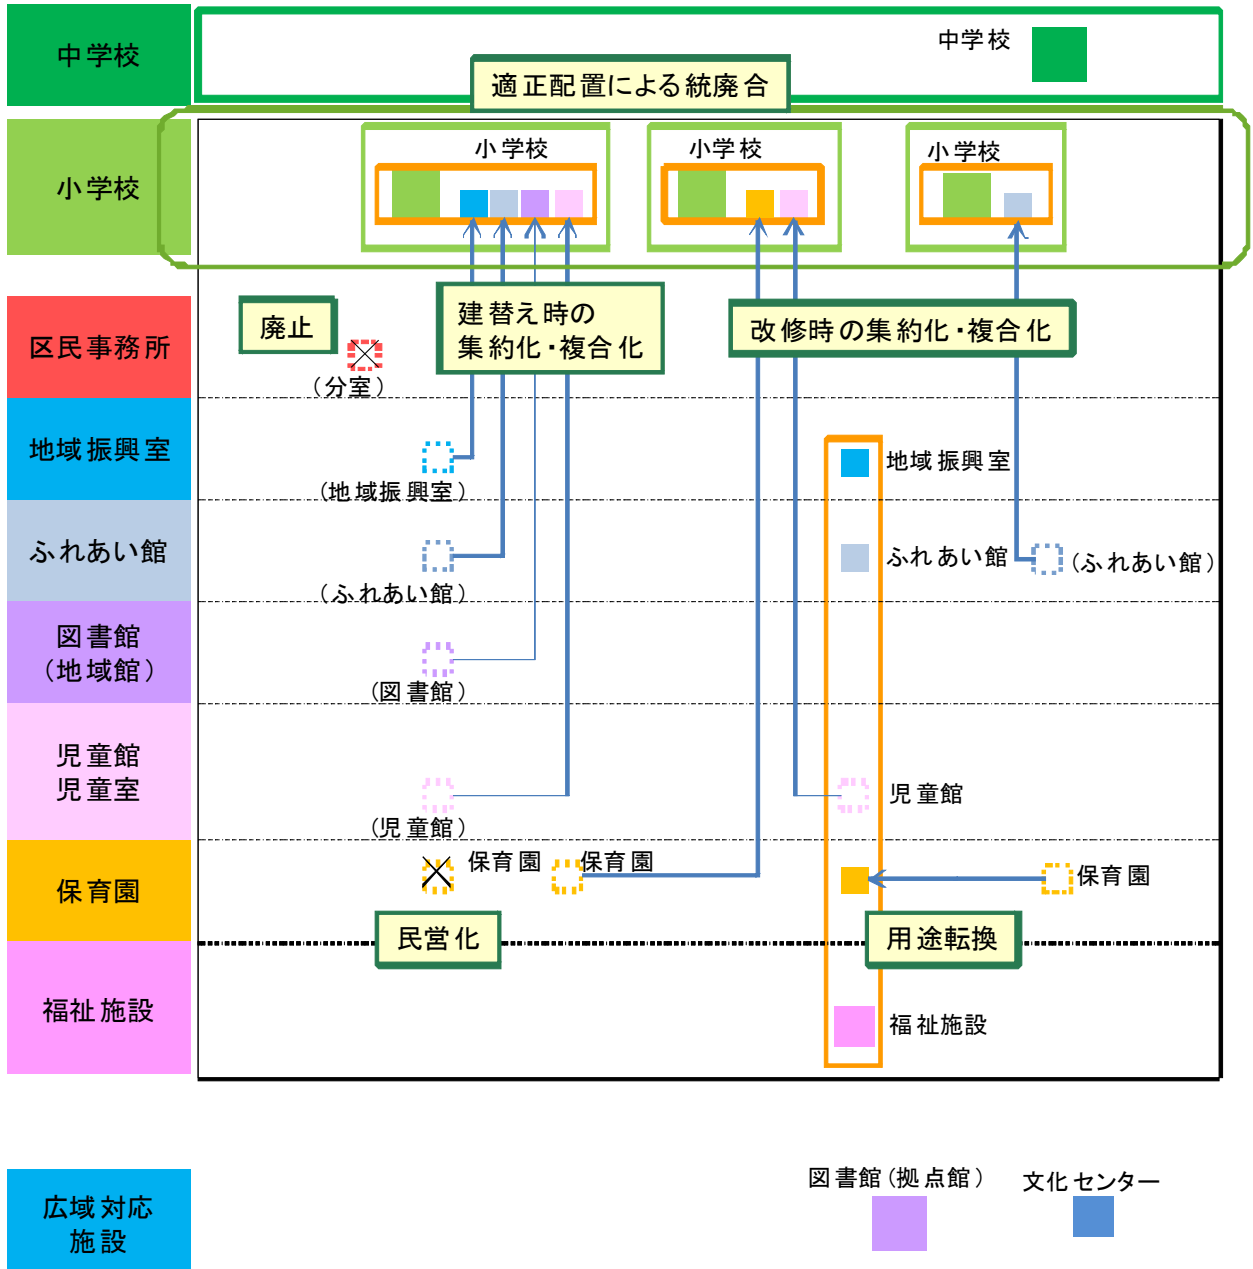 中学校
中学校
適正配置による統廃合
小学校
小学校
小学校
小学校
区民事務所
廃止
(分室)
建替え時の
集約化・複合化
改修時の集約化・複合化
地域振興室
(地域振興室)
地域振興室
ふれあい館
(ふれあい館)
ふれあい館
(ふれあい館)
図書館
(地域館)
(図書館)
児童館
児童室
(児童館)
児童館
保育園
保育園
保育園
保育園
民営化
用途転換
福祉施設
福祉施設
広域対応
施設
図書館(拠点館)
文化センター